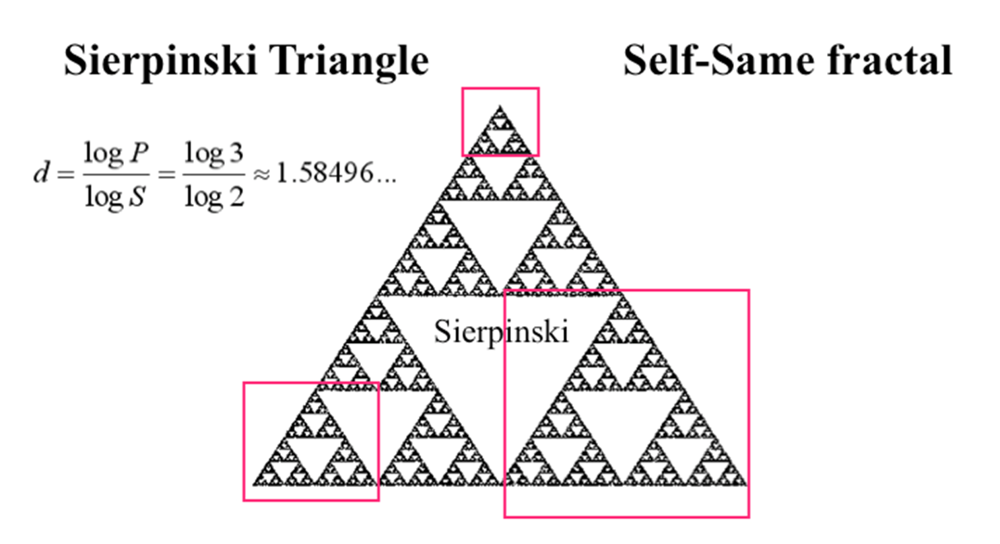 Sierpinski Triangle
Self-Same fractal
d = log P / log S = log 3 / log 2 ≈ 1.58496...
Sierpinski